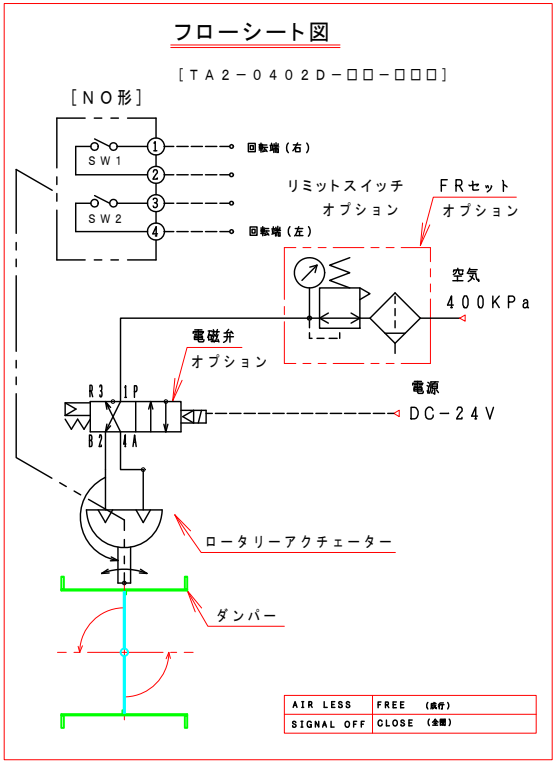 フローシート図
[TA2-0402D-□□-□□□]
[NO形]
SW1
1
回転端(右)
2
SW2
3
4
回転端(左)
リミットスイッチ
オプション
FRセット
オプション
空気
400KPa
電磁弁
オプション
R3 1P
B2 4A
電源
DC-24V
ロータリーアクチェーター
ダンパー
AIR LESS FREE
SIGNAL OFF CLOSE (全閉)